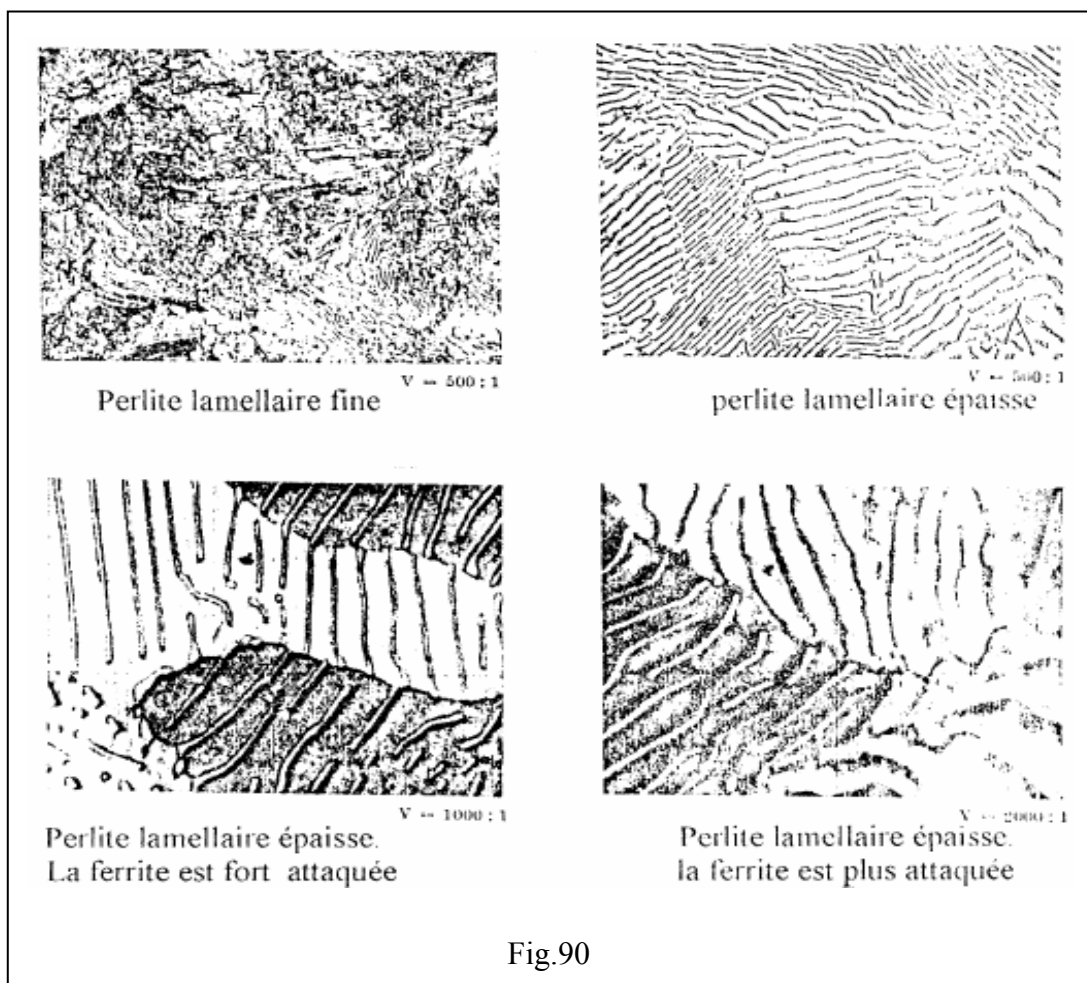 V = 500:1
Perlite lamellaire fine
V = 500:1
perlite lamellaire épaisse
V = 1000:1
Perlite lamellaire épaisse.
La ferrite est fort attaquée
V = 2000:1
Perlite lamellaire épaisse.
la ferrite est plus attaquée
Fig.90